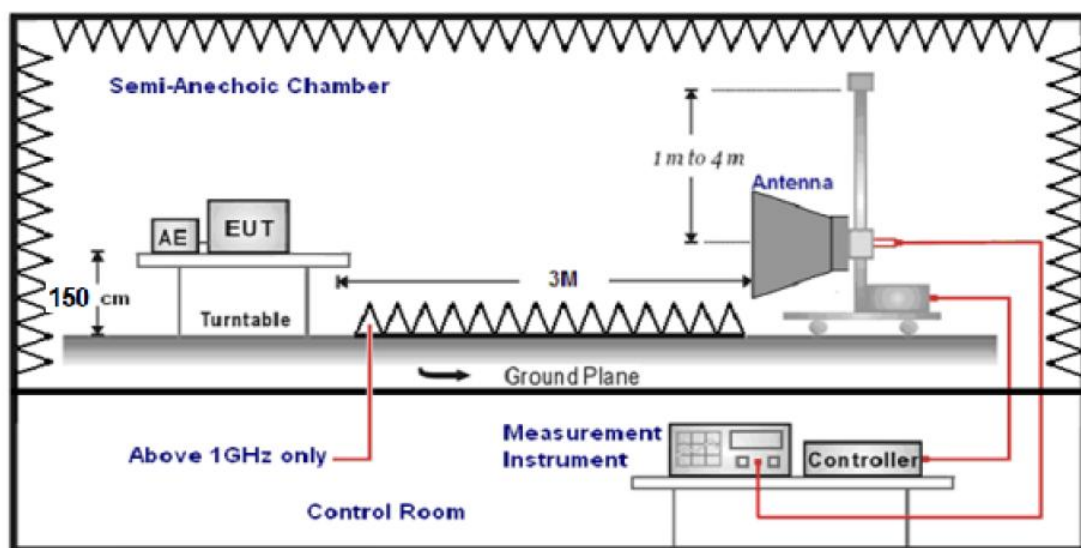 Semi-Anechoic Chamber
1 m to 4 m
Antenna
AE
EUT
3M
150 cm
Turntable
Ground Plane
Above 1GHz only
Measurement
Instrument
Controller
Control Room